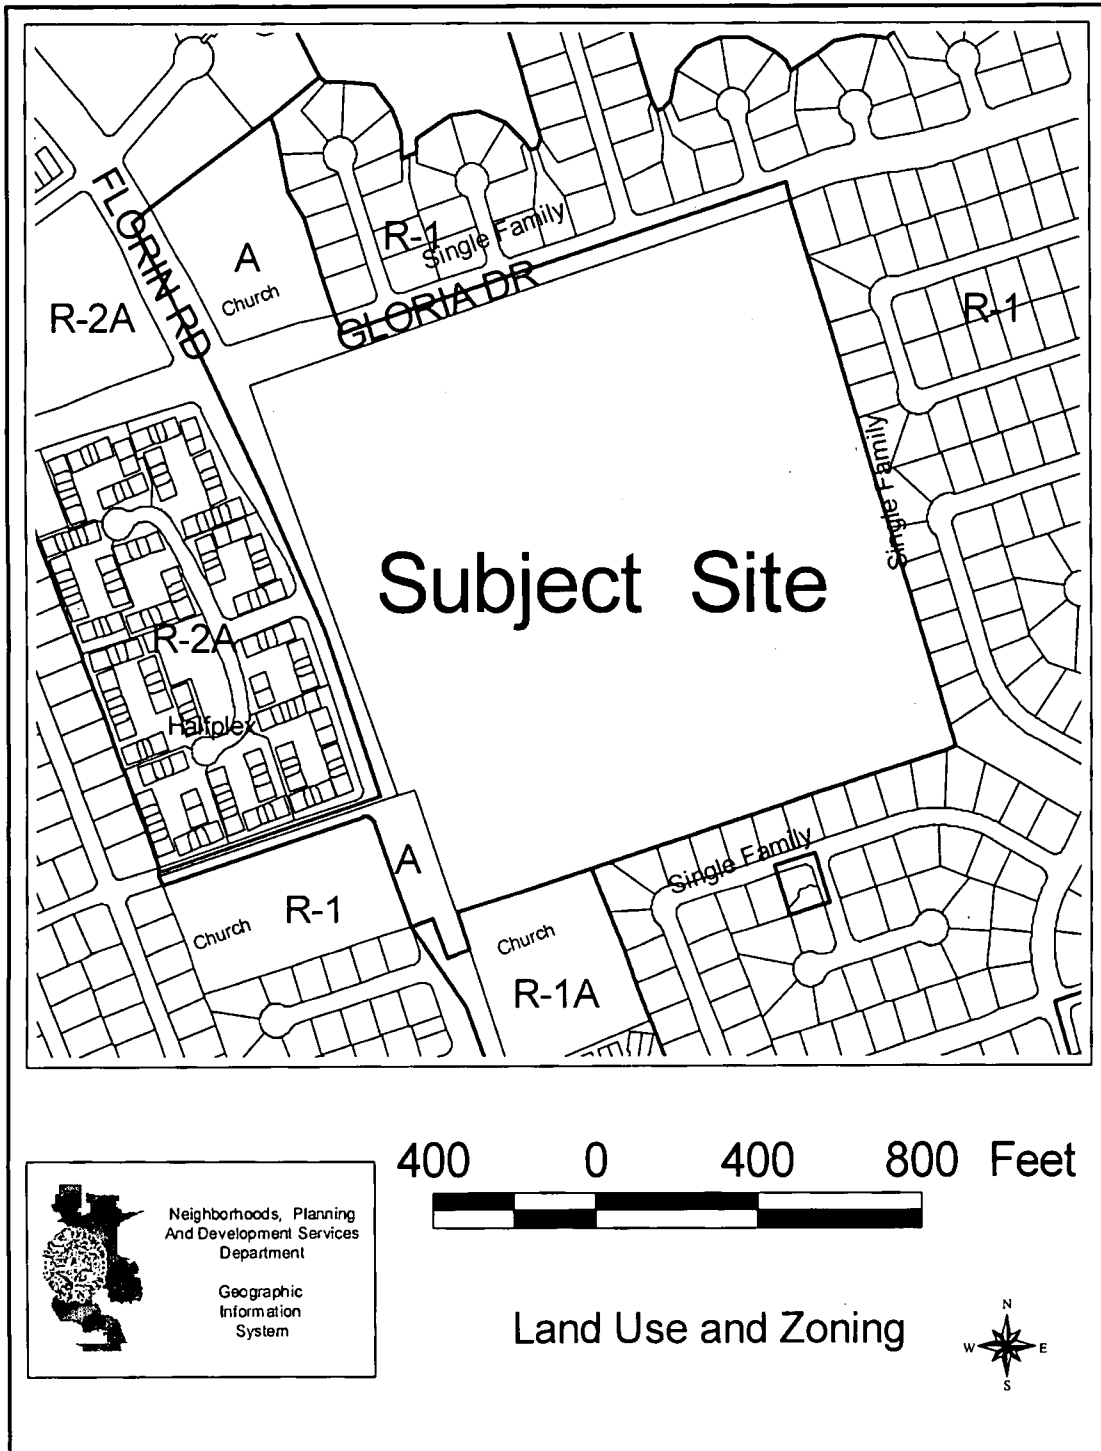 FLORIN RD
A
Church
R-1
Single Family
GLORIA DR
R-2A
R-1
Single Family
Subject Site
R-2A
Halfplex
A
Single Family
Church
R-1
Church
R-1A
400 0 400 800 Feet
Neighborhoods, Planning
And Development Services
Department
Geographic
Information
System
Land Use and Zoning
N
W E
S